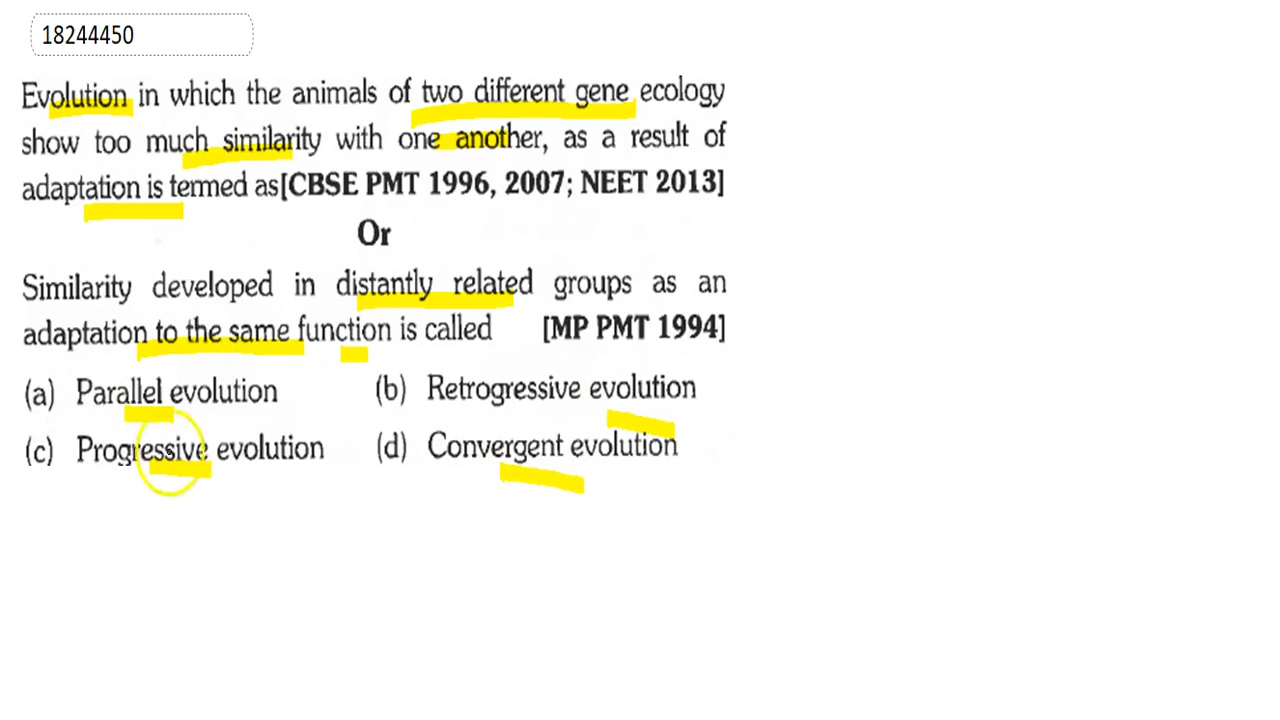 18244450
Evolution in which the animals of two different gene ecology
show too much similarity with one another, as a result of
adaptation is termed as[CBSE PMT 1996, 2007; NEET 2013]
Or
Similarity developed in distantly related groups as an
adaptation to the same function is called [MP PMT 1994]
(a) Parallel evolution (b) Retrogressive evolution
(c) Progressive evolution (d) Convergent evolution